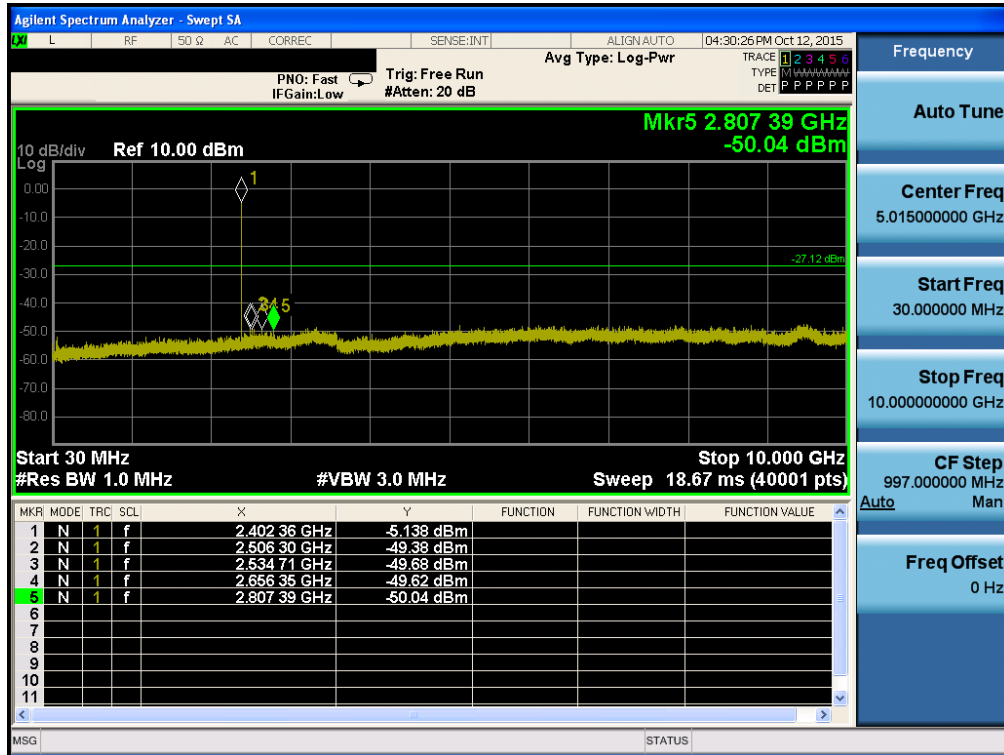 Agilent Spectrum Analyzer - Swept SA
LXI L RF 50 Ω AC CORREC SENSE:INT ALIGN AUTO 04:30:26 PM Oct 12, 2015
Frequency
Avg Type: Log-Pwr
TRACE 1 2 3 4 5 6
PNO: Fast Trig: Free Run
TYPE M W W W W W
IFGain:Low #Atten: 20 dB
DET P P P P P P
Auto Tune
Mkr5 2.807 39 GHz
10 dB/div Ref 10.00 dBm -50.04 dBm
Log
1
0.00
-10.0
-20.0
-27.12 dBm
-30.0
-40.0
5
-50.0
-60.0
-70.0
-80.0
Center Freq
5.015000000 GHz
Start Freq
30.000000 MHz
Stop Freq
10.000000000 GHz
Start 30 MHz Stop 10.000 GHz
#Res BW 1.0 MHz #VBW 3.0 MHz Sweep 18.67 ms (40001 pts)
CF Step
997.000000 MHz
Auto Man
MKR MODE TRC SCL X Y FUNCTION FUNCTION WIDTH FUNCTION VALUE
1 N 1 f 2.402 36 GHz -5.138 dBm
2 N 1 f 2.506 30 GHz -49.38 dBm
3 N 1 f 2.534 71 GHz -49.68 dBm
4 N 1 f 2.656 35 GHz -49.62 dBm
5 N 1 f 2.807 39 GHz -50.04 dBm
6
7
8
9
10
11
Freq Offset
0 Hz
MSG STATUS